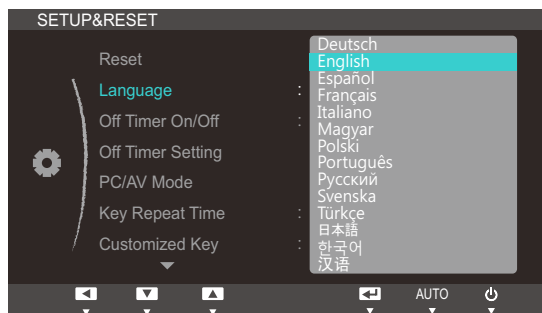 SETUP&RESET
Reset
Language :
Off Timer On/Off :
Off Timer Setting
PC/AV Mode
Key Repeat Time :
Customized Key :
Deutsch
English
Español
Français
Italiano
Magyar
Polski
Português
Русский
Svenska
Türkçe
日本語
한국어
汉语
AUTO